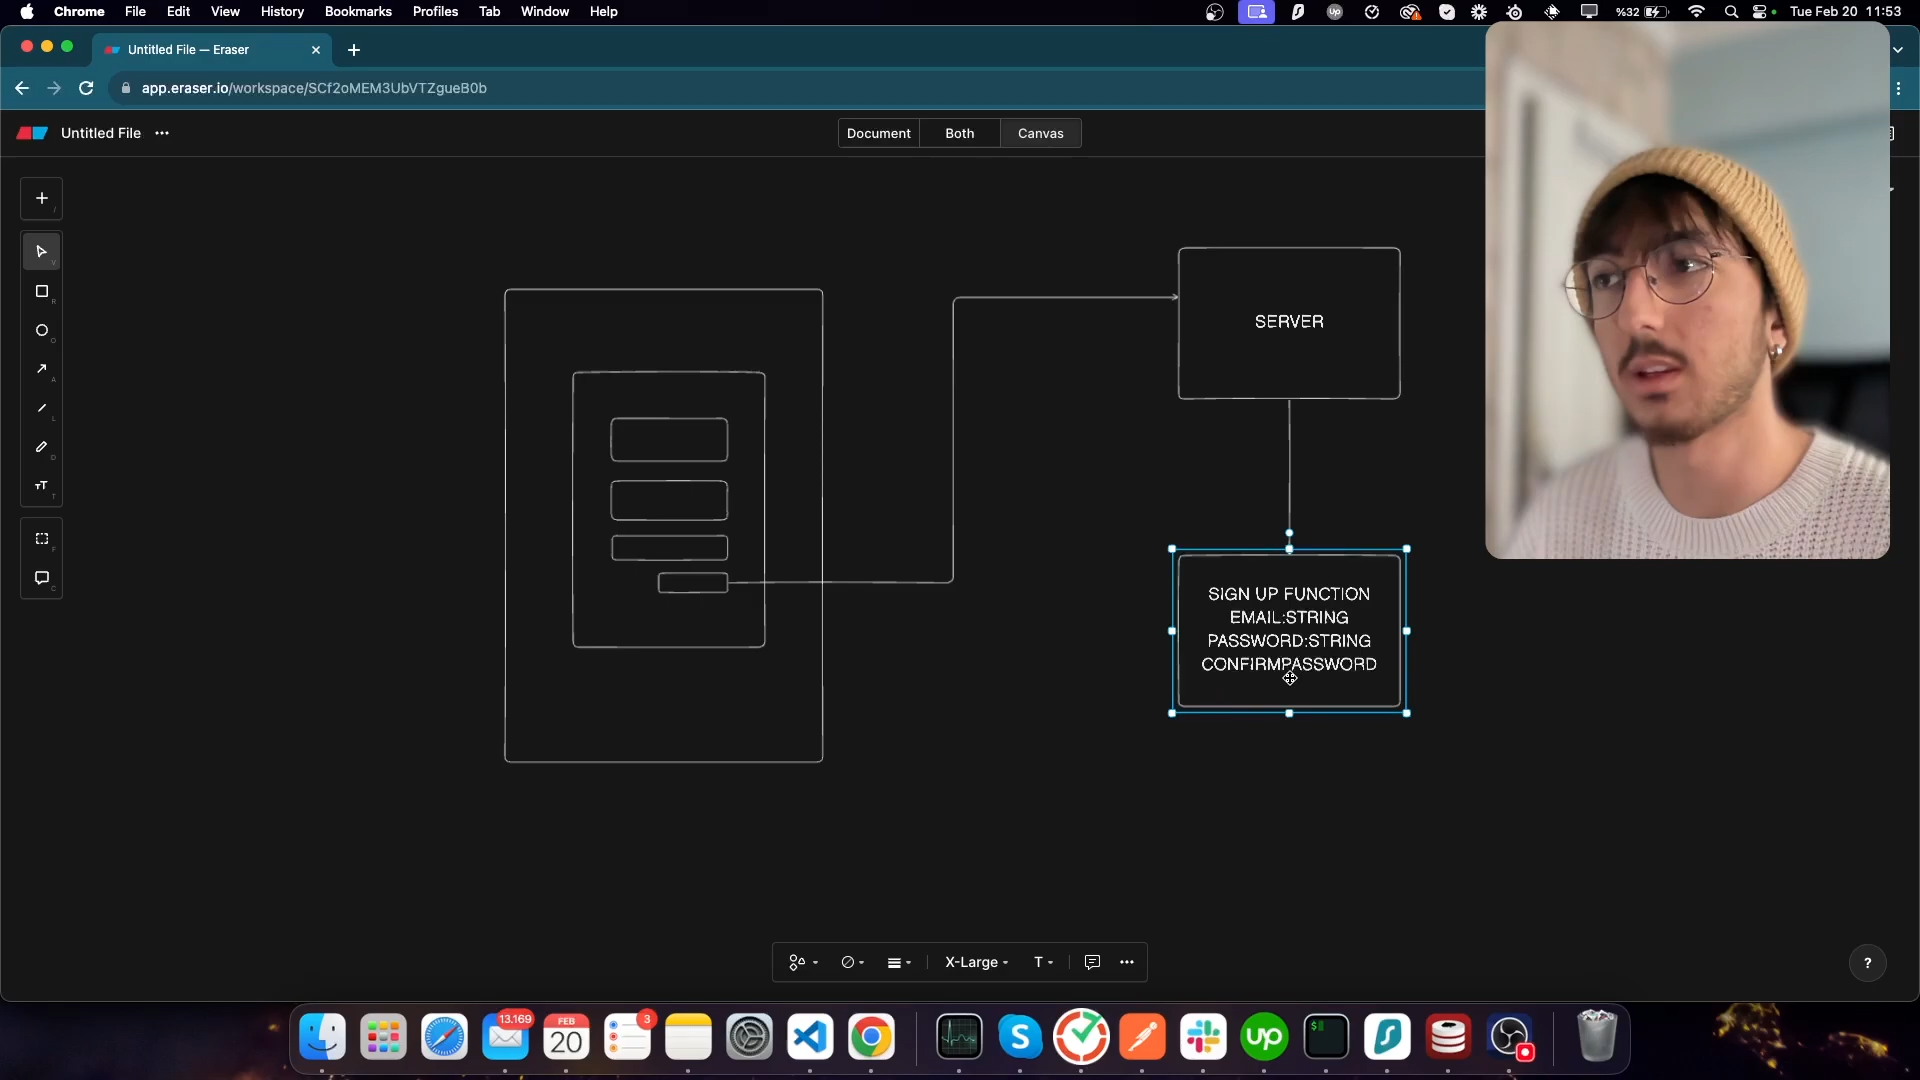 Chrome File Edit View History Bookmarks Profiles Tab Window Help
%32
Tue Feb 20 11:53
Untitled File — Eraser
app.eraser.io/workspace/SCf2oMEM3UbVTZgueB0b
Untitled File
Document Both Canvas
SERVER
SIGN UP FUNCTION
EMAIL:STRING
PASSWORD:STRING
CONFIRMPASSWORD
X-Large
T
?
13.169
FEB
20
3
S
up
$